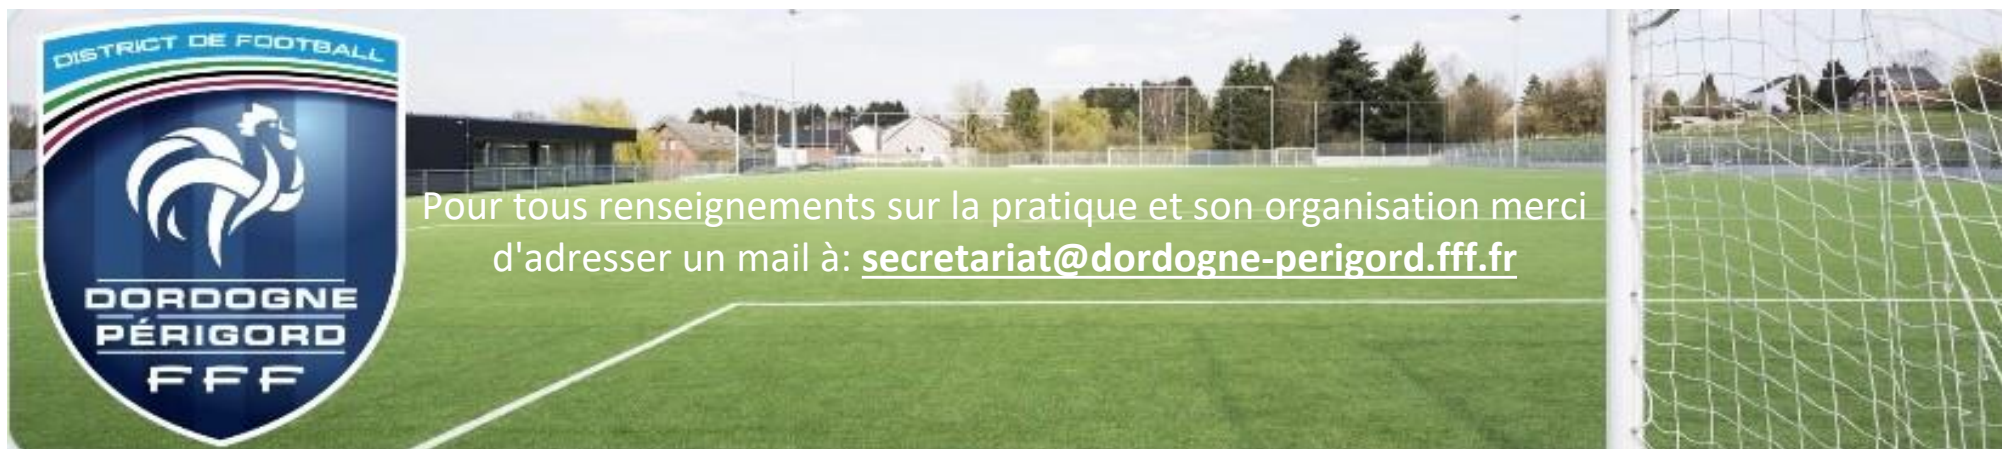 DISTRICT DE FOOTBALL
DORDOGNE
PÉRIGORD
FFF
Pour tous renseignements sur la pratique et son organisation merci
d'adresser un mail à: secretariat@dordogne-perigord.fff.fr